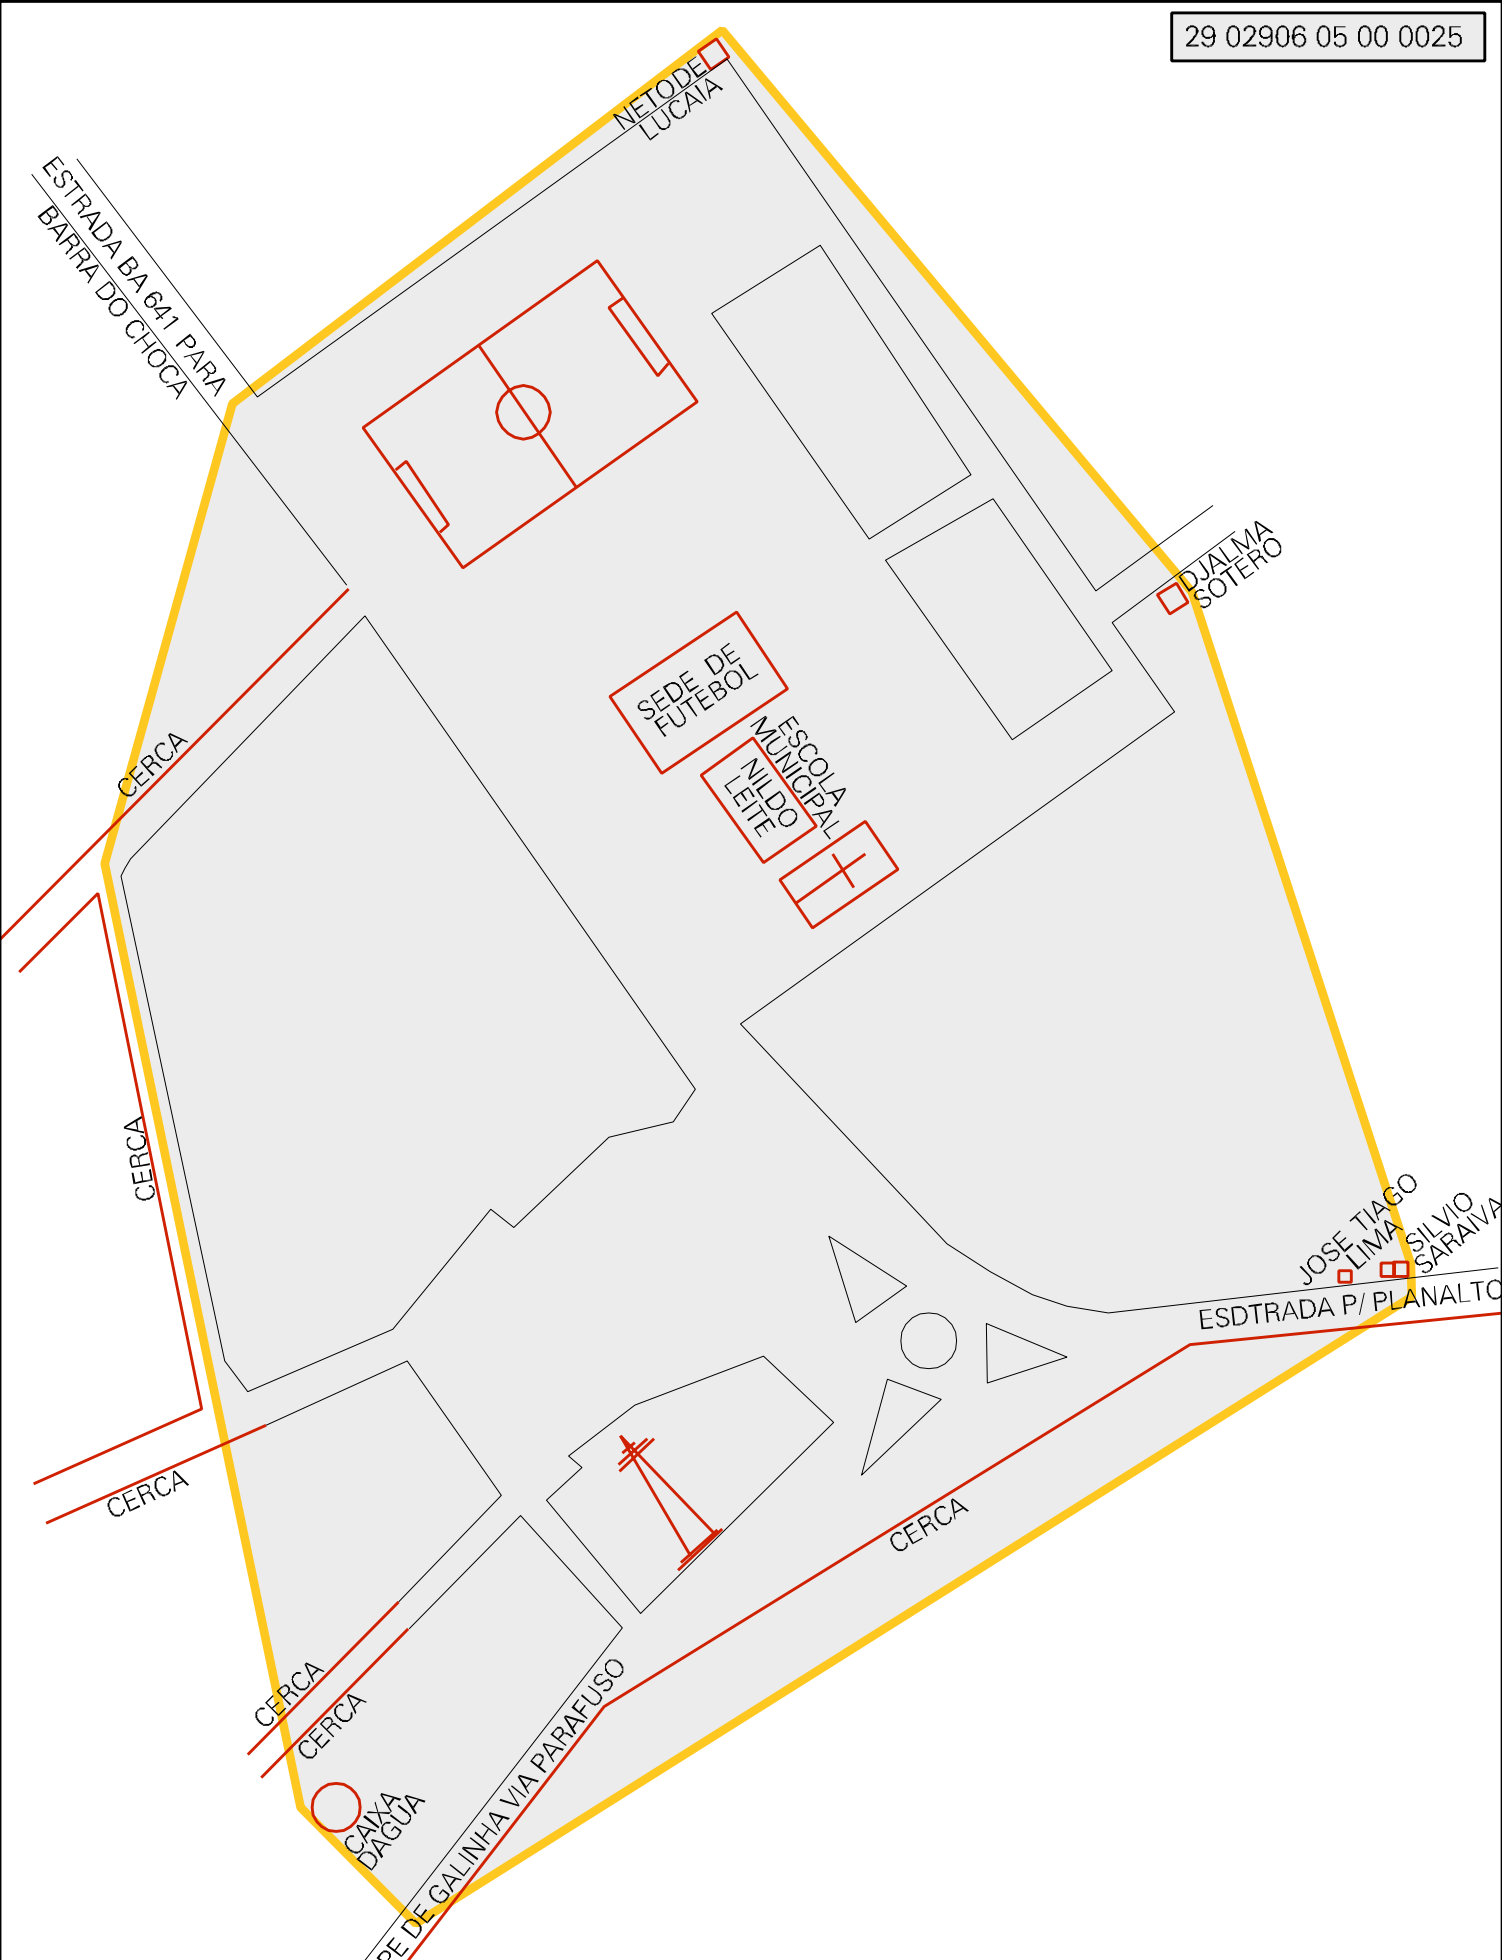 29 02906 05 00 0025
NETODE
LUCAIA
ESTRADA BA 641 PARA
BARRA DO CHOCA
DJALMA
SOTERO
SEDE DE
FUTEBOL
ESCOLA
MUNICIPAL
NILDO
LEITE
CERCA
CERCA
JOSE TIAGO
LIMA
SILVIO
SARAIVA
ESDTRADA P/ PLANALTO
CERCA
CERCA
CERCA
CERCA
CAIXA
DAGUA
PE DE GALINHA VIA PARAFUSO